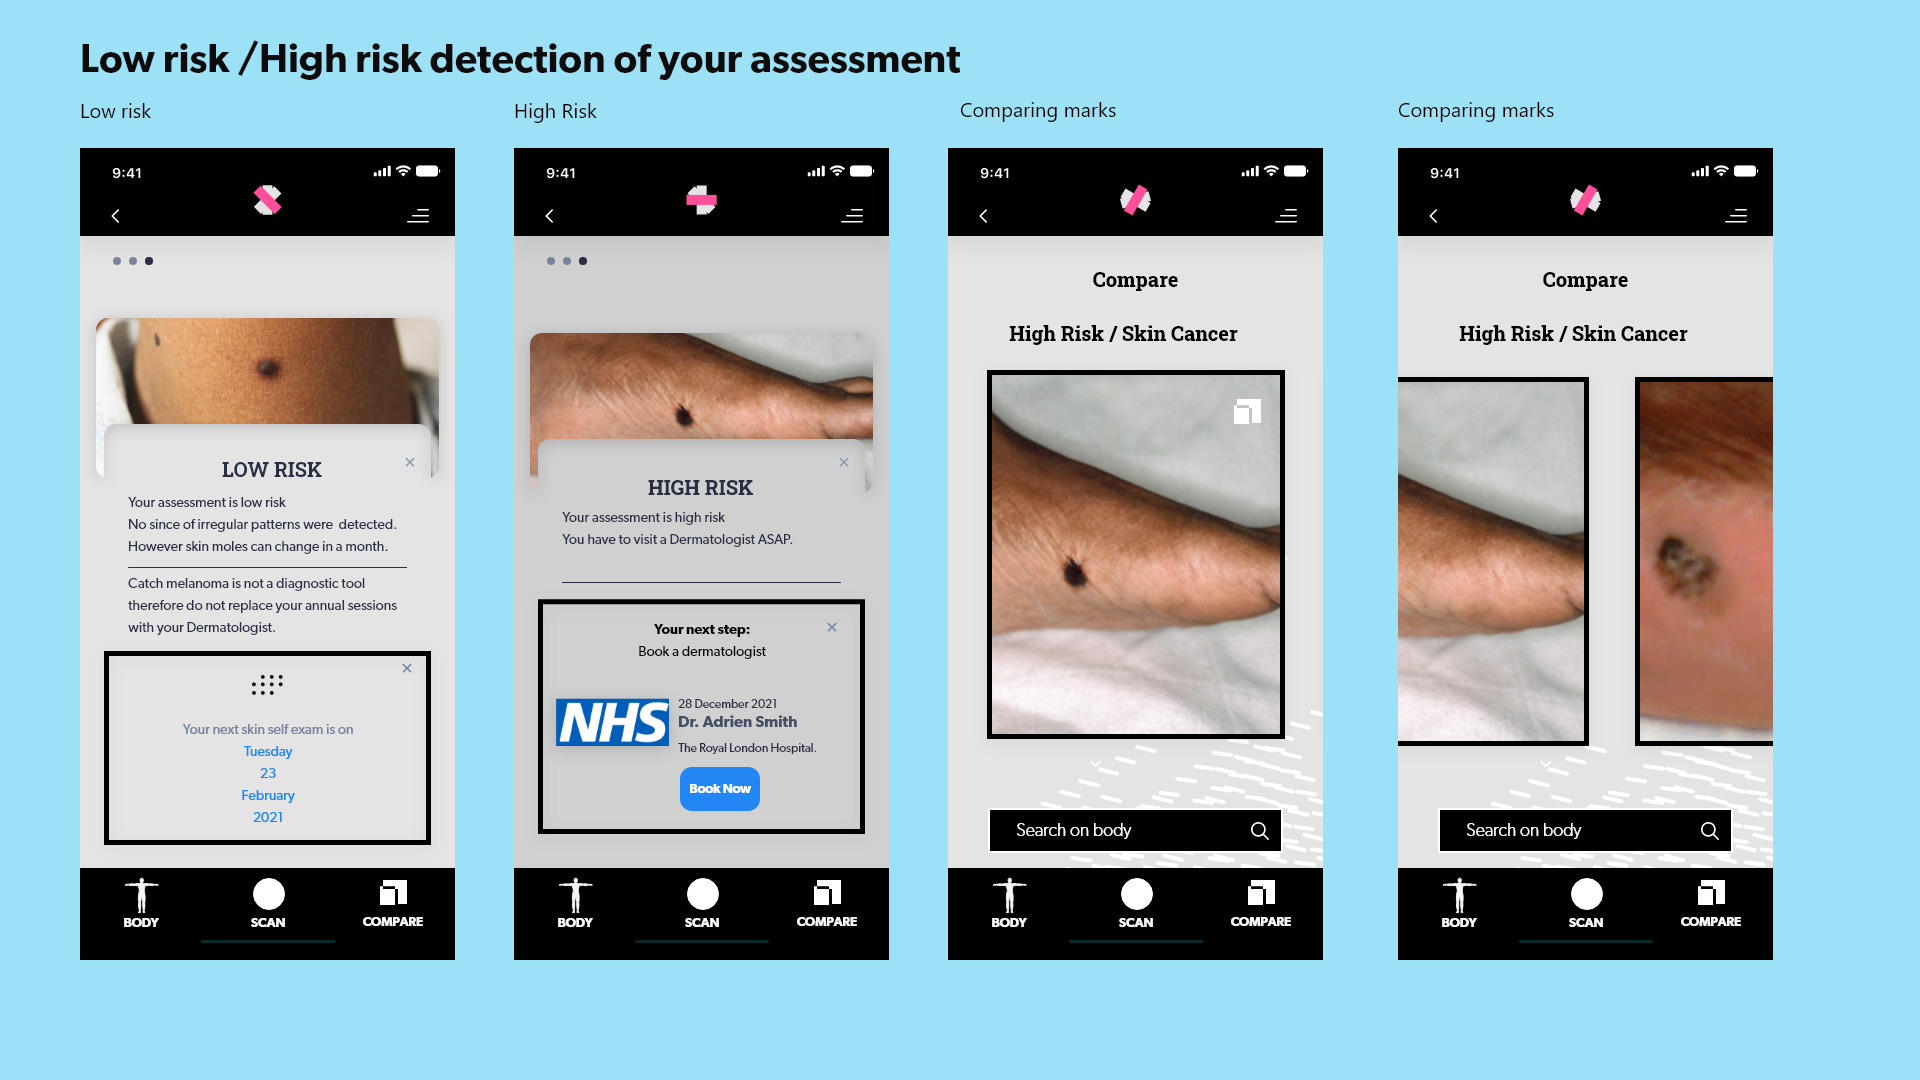 Low risk /High risk detection of your assessment
Low risk
9:41
LOW RISK
Your assessment is low risk
No since of irregular patterns were detected.
However skin moles can change in a month.
Catch melanoma is not a diagnostic tool
therefore do not replace your annual sessions
with your Dermatologist.
Your next skin self exam is on
Tuesday
23
February
2021
BODY
SCAN
COMPARE
High Risk
9:41
HIGH RISK
Your assessment is high risk
You have to visit a Dermatologist ASAP.
Your next step:
Book a dermatologist
NHS
28 December 2021
Dr. Adrien Smith
The Royal London Hospital.
Book Now
BODY
SCAN
COMPARE
Comparing marks
9:41
Compare
High Risk / Skin Cancer
Search on body
BODY
SCAN
COMPARE
Comparing marks
9:41
Compare
High Risk / Skin Cancer
Search on body
BODY
SCAN
COMPARE